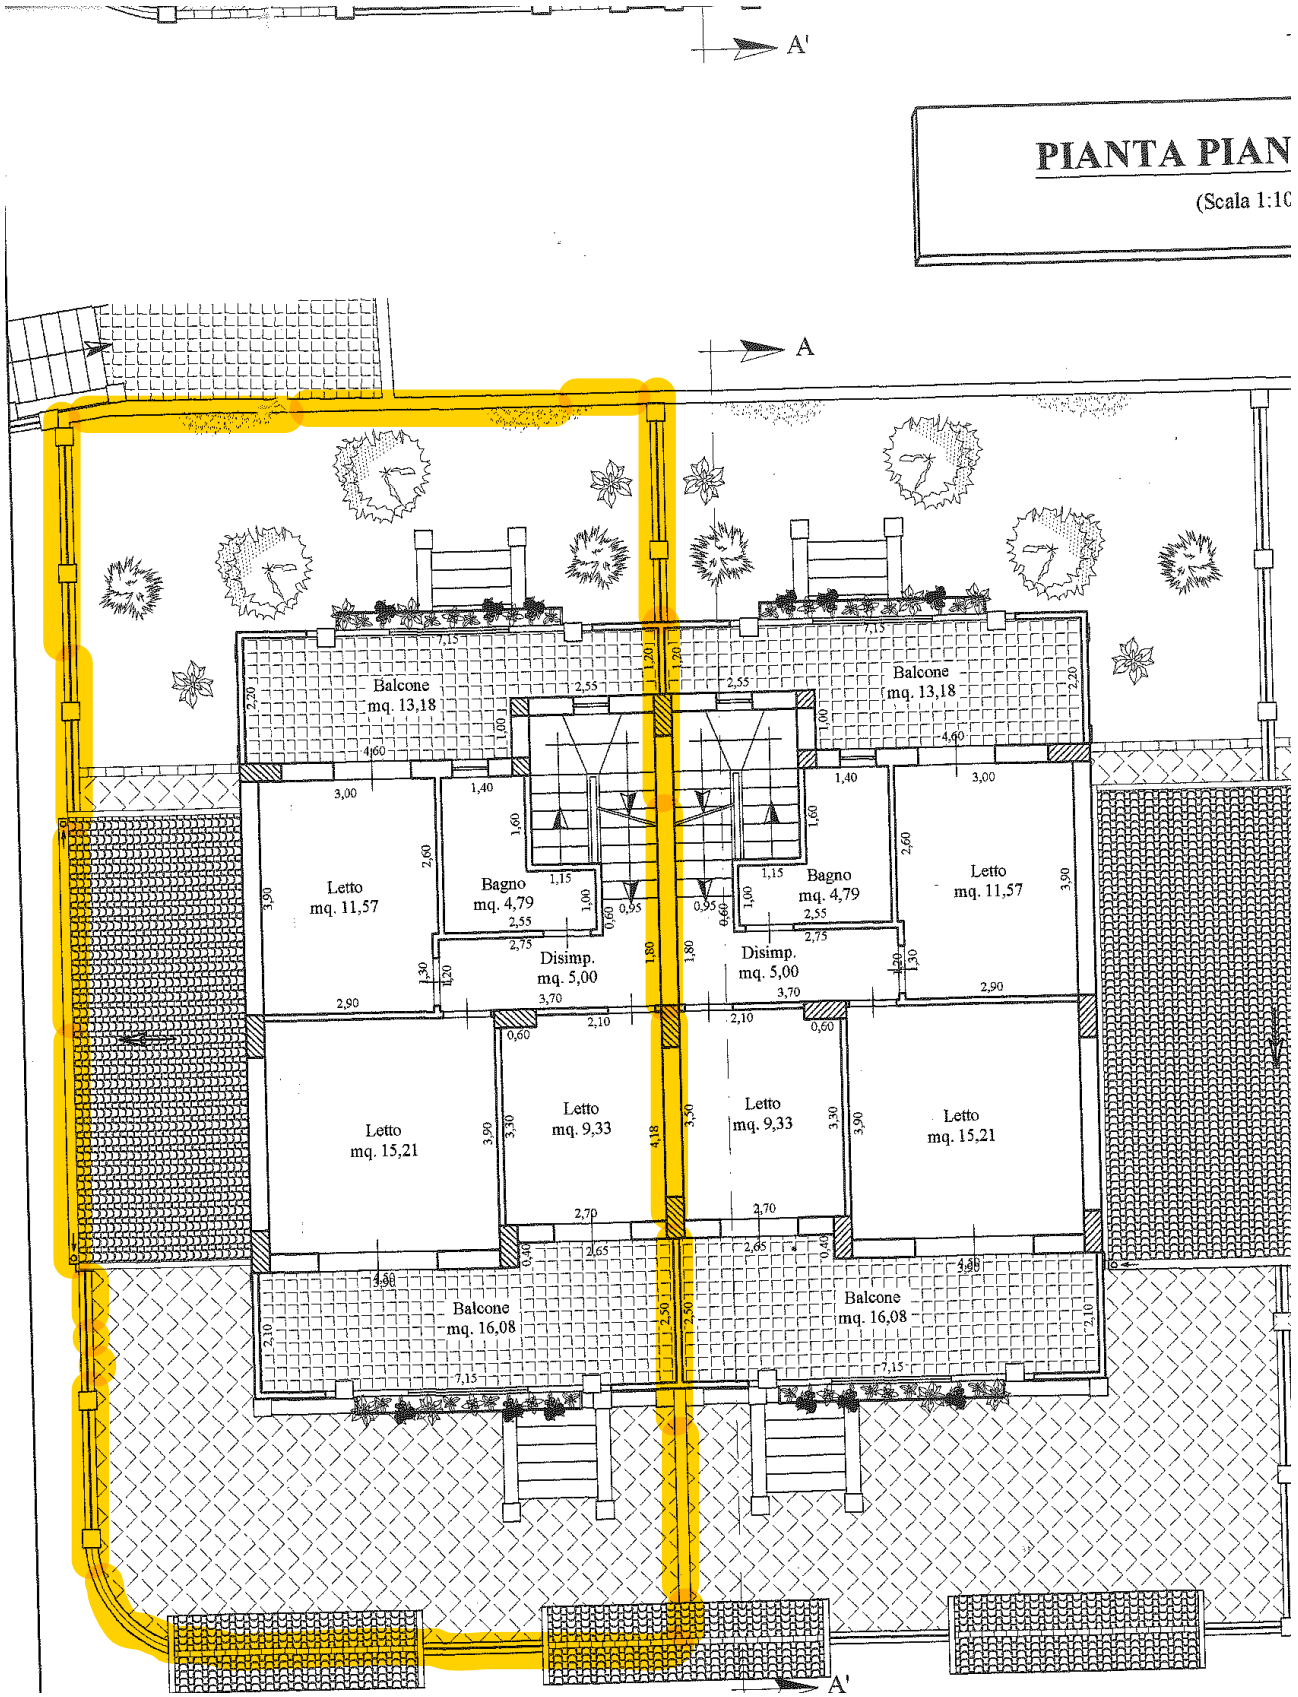 A'
PIANTA PIAN
(Scala 1:10
A
7,15
7,15
Balcone
mq. 13,18
2,20
1,20
1,20
2,55
2,55
1,00
4,60
Balcone
mq. 13,18
2,20
1,00
4,60
3,00
1,40
1,40
3,00
1,60
1,60
2,60
2,60
3,90
3,90
Letto
mq. 11,57
Bagno
mq. 4,79
1,15
1,00
2,55
0,60
0,95
0,95
0,60
1,15
1,00
Bagno
mq. 4,79
2,55
Letto
mq. 11,57
2,75
2,75
Disimp.
mq. 5,00
1,80
1,80
Disimp.
mq. 5,00
1,30
1,20
1,20
1,30
2,90
3,70
3,70
2,90
0,60
2,10
2,10
0,60
Letto
mq. 15,21
3,90
3,30
Letto
mq. 9,33
4,18
3,50
Letto
mq. 9,33
3,30
3,90
Letto
mq. 15,21
2,70
2,70
0,40
2,65
2,65
0,40
3,90
3,90
Balcone
mq. 16,08
2,10
2,50
2,50
Balcone
mq. 16,08
2,10
7,15
7,15
A'